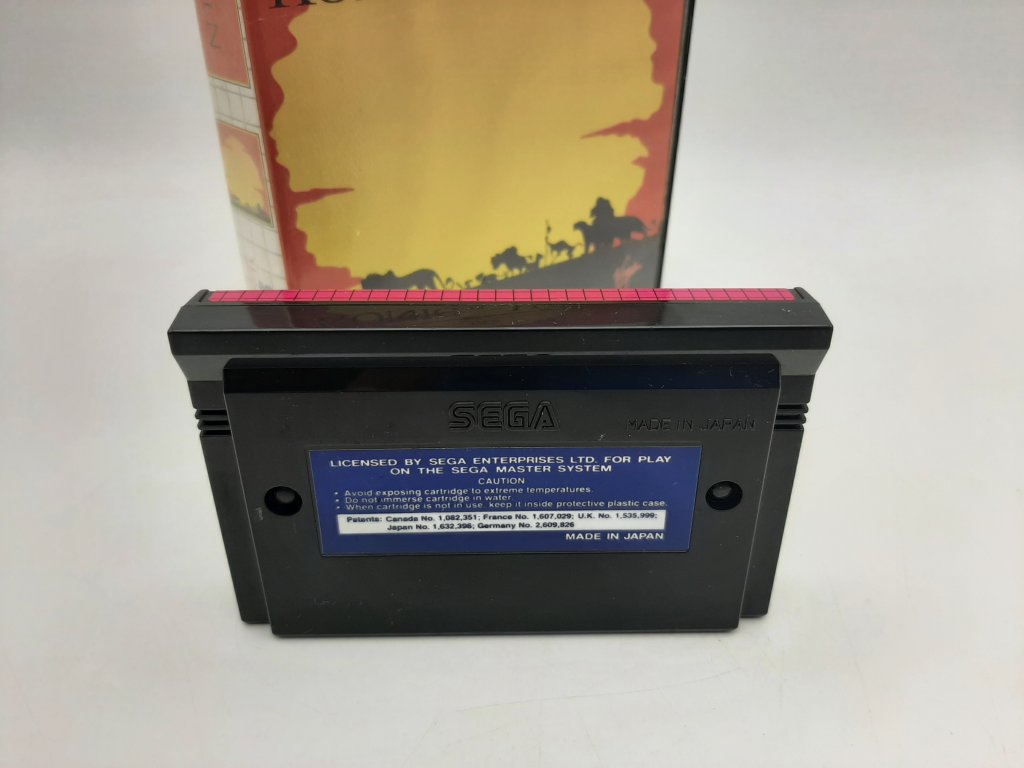 SEGA
MADE IN JAPAN
LICENSED BY SEGA ENTERPRISES LTD. FOR PLAY
ON THE SEGA MASTER SYSTEM
CAUTION
• Avoid exposing cartridge to extreme temperatures.
• Do not immerse cartridge in water.
• When cartridge is not in use, keep it inside protective plastic case.
Patents: Canada No. 1,082,351; France No. 1,607,029; U.K. No. 1,535,999;
Japan No. 1,632,396; Germany No. 2,609,826
MADE IN JAPAN